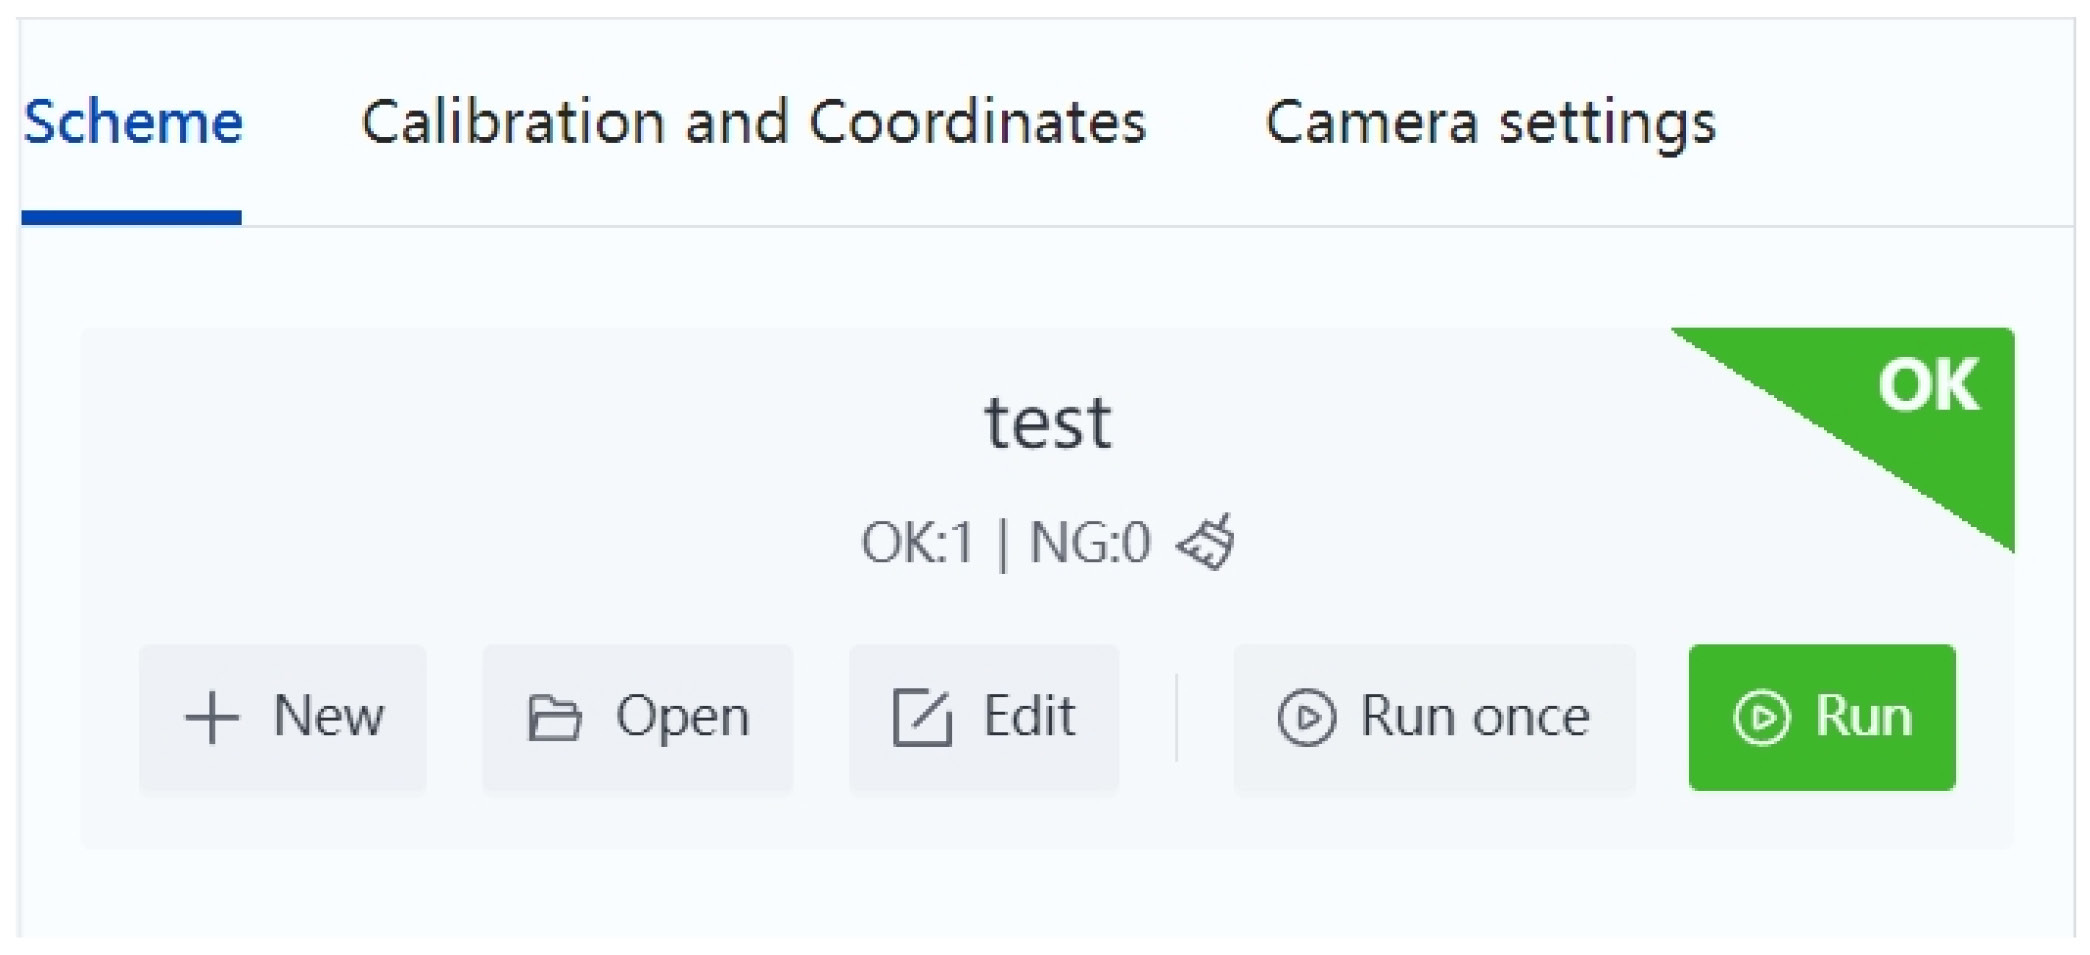 Scheme Calibration and Coordinates Camera settings
OK
test
OK:1 | NG:0
New Open Edit Run once Run